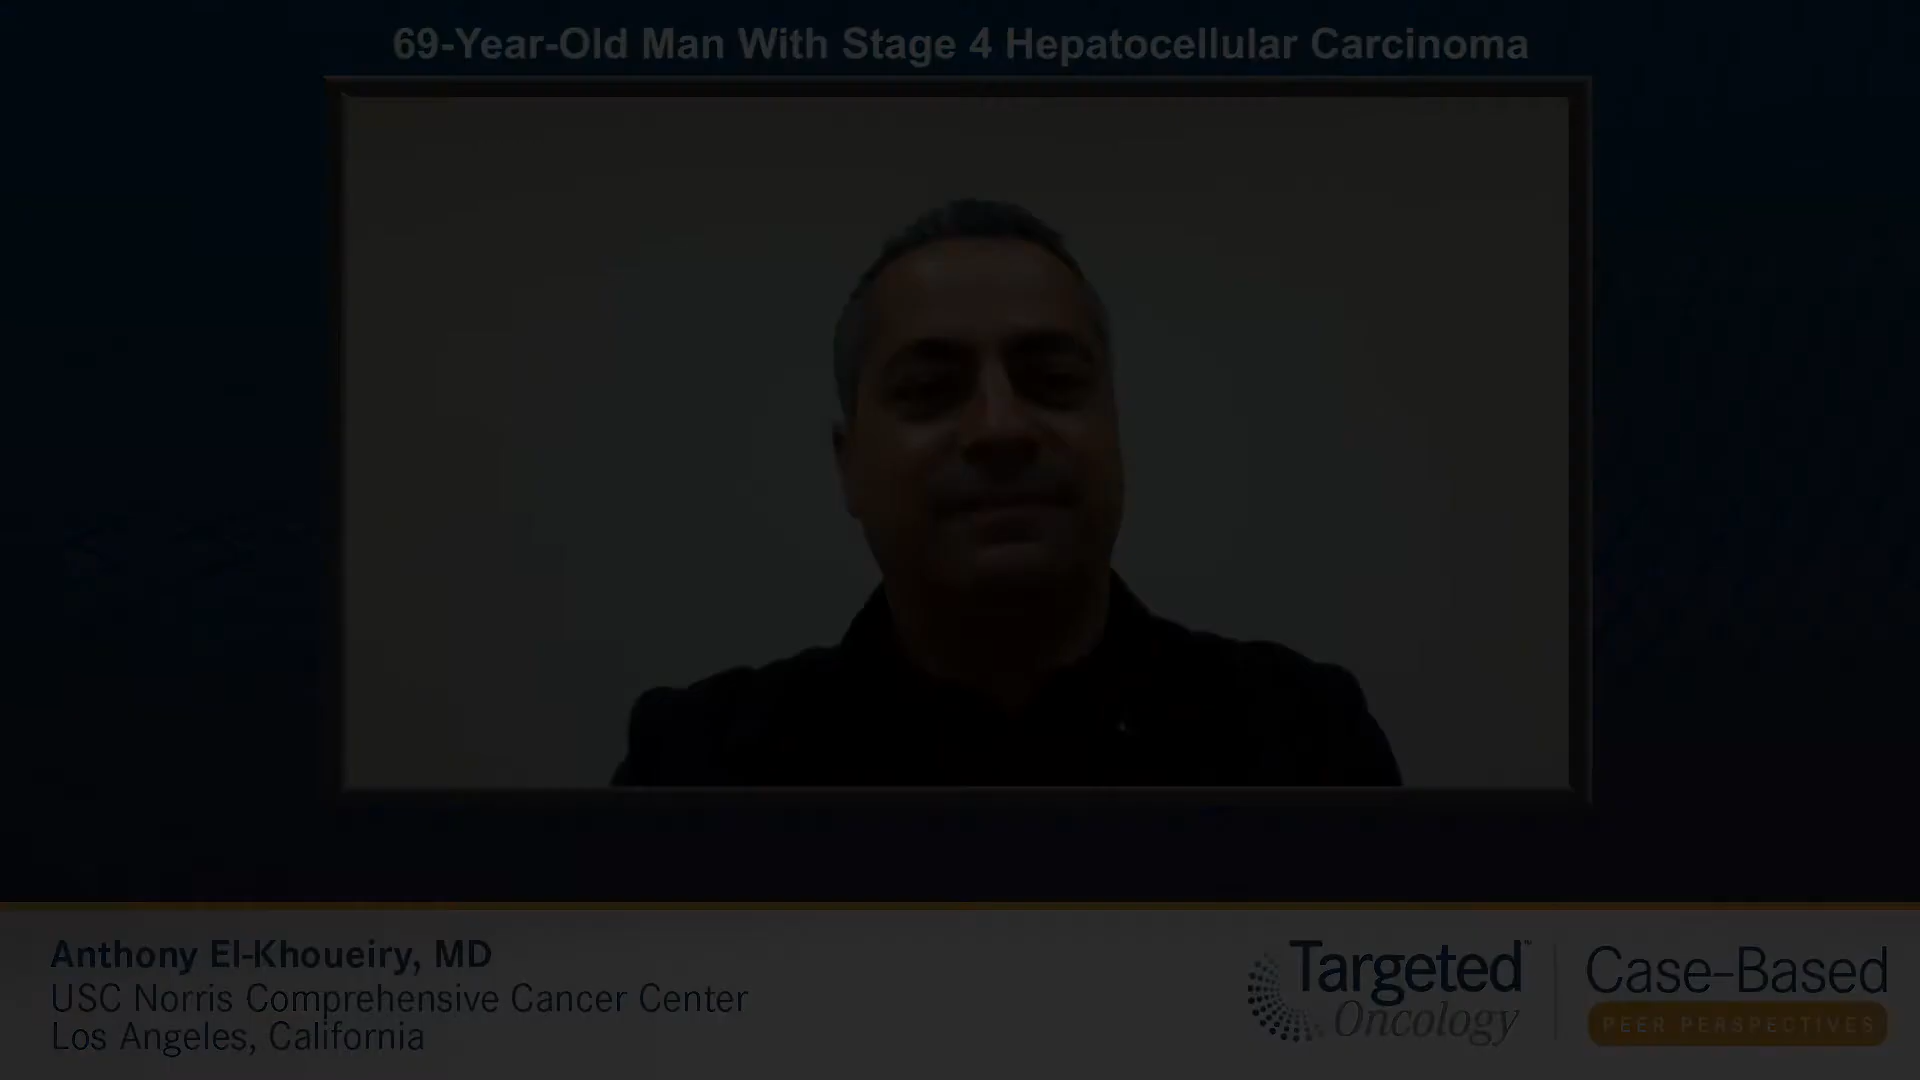 69-Year-Old Man With Stage 4 Hepatocellular Carcinoma
Anthony El-Khoueiry, MD
USC Norris Comprehensive Cancer Center
Los Angeles, California
Targeted™
Oncology
Case-Based
PEER PERSPECTIVES